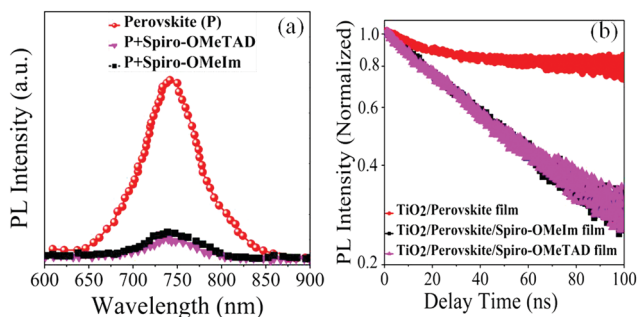 Perovskite (P)
P+Spiro-OMeTAD
P+Spiro-OMeIm
(a)
PL Intensity (a.u.)
600 650 700 750 800 850 900
Wavelength (nm)
(b)
PL Intensity (Normalized)
1.0
0.8
0.6
0.4
0.2
TiO2/Perovskite film
TiO2/Perovskite/Spiro-OMeIm film
TiO2/Perovskite/Spiro-OMeTAD film
0 20 40 60 80 100
Delay Time (ns)